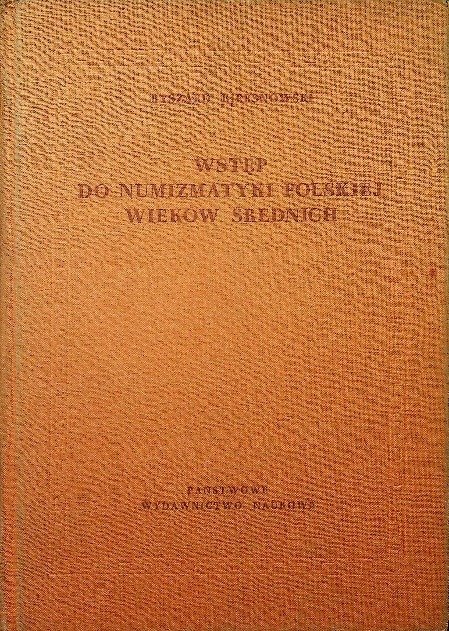 RYSZARD KIERSNOWSKI
WSTĘP
DO NUMIZMATYKI POLSKIEJ
WIEKÓW ŚREDNICH
PAŃSTWOWE
WYDAWNICTWO NAUKOWE